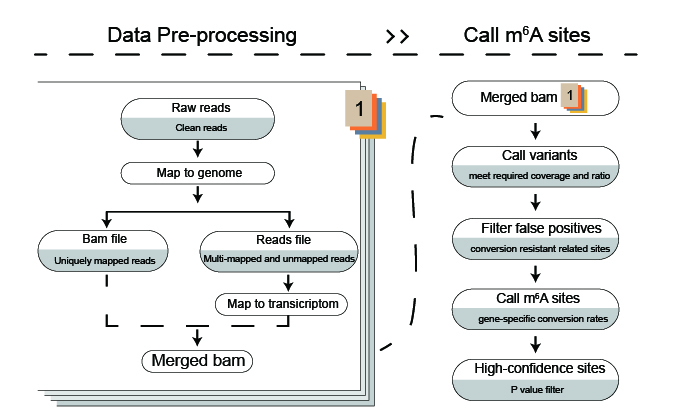 Data Pre-processing
>>
Call m⁶A sites
1
Raw reads
Clean reads
Map to genome
Bam file
Uniquely mapped reads
Reads file
Multi-mapped and unmapped reads
Map to transicriptom
Merged bam
Merged bam 1
Call variants
meet required coverage and ratio
Filter false positives
conversion resistant related sites
Call m⁶A sites
gene-specific conversion rates
High-confidence sites
P value filter